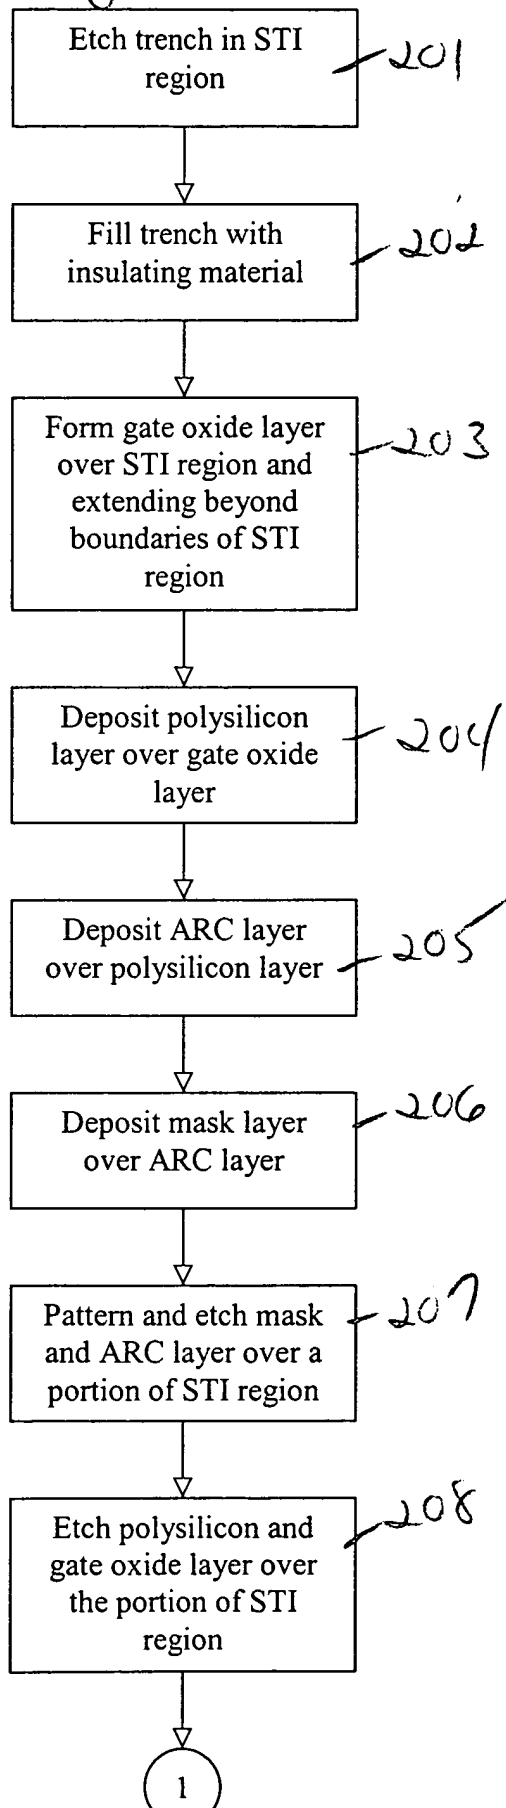 Etch trench in STI
region
201
Fill trench with
insulating material
202
Form gate oxide layer
over STI region and
extending beyond
boundaries of STI
region
203
Deposit polysilicon
layer over gate oxide
layer
204
Deposit ARC layer
over polysilicon layer
205
Deposit mask layer
over ARC layer
206
Pattern and etch mask
and ARC layer over a
portion of STI region
207
Etch polysilicon and
gate oxide layer over
the portion of STI
region
208
1